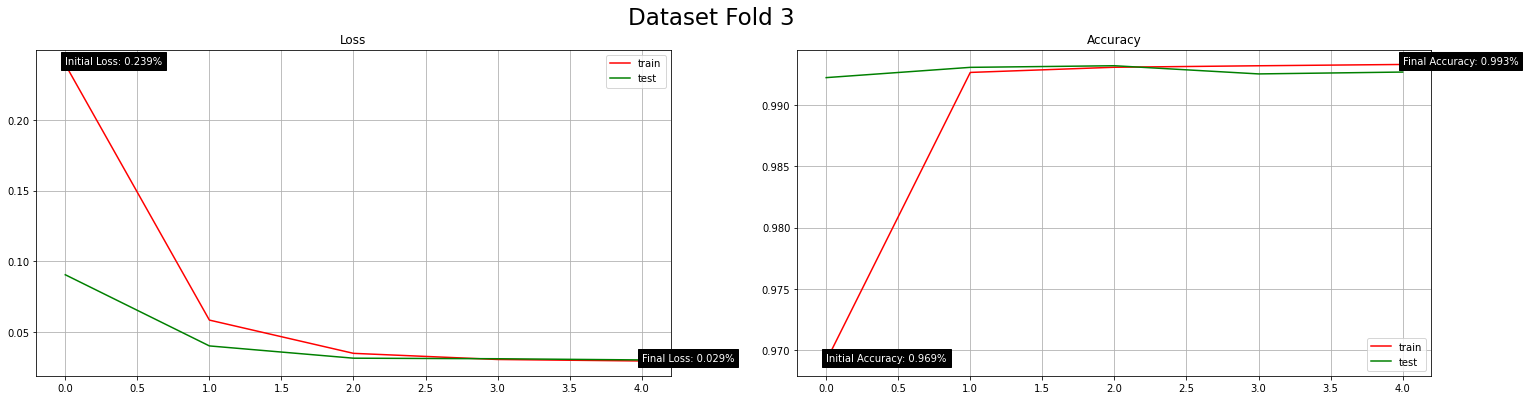 Dataset Fold 3
Loss
Initial Loss: 0.239%
train
test
0.20
0.15
0.10
0.05
Final Loss: 0.029%
0.0 0.5 1.0 1.5 2.0 2.5 3.0 3.5 4.0
Accuracy
Final Accuracy: 0.993%
0.990
0.985
0.980
0.975
0.970
Initial Accuracy: 0.969%
train
test
0.0 0.5 1.0 1.5 2.0 2.5 3.0 3.5 4.0